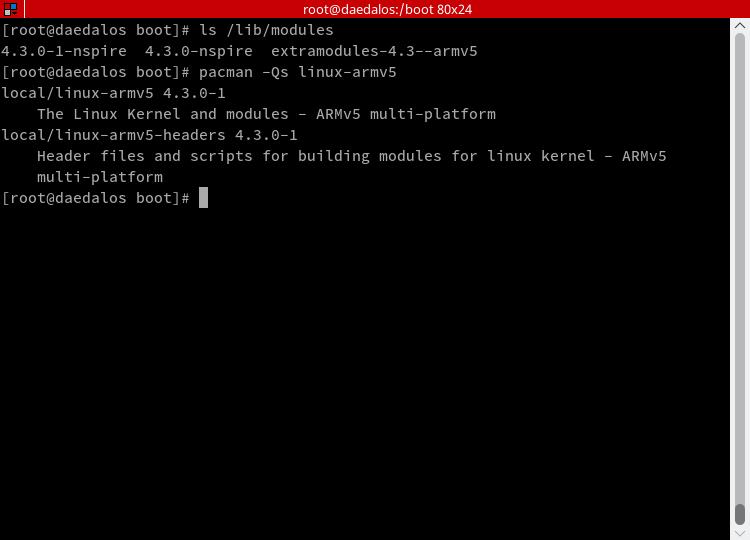 root@daedalos:/boot 80x24
[root@daedalos boot]# ls /lib/modules
4.3.0-1-nspire  4.3.0-nspire  extramodules-4.3--armv5
[root@daedalos boot]# pacman -Qs linux-armv5
local/linux-armv5 4.3.0-1
    The Linux Kernel and modules - ARMv5 multi-platform
local/linux-armv5-headers 4.3.0-1
    Header files and scripts for building modules for linux kernel - ARMv5
    multi-platform
[root@daedalos boot]#